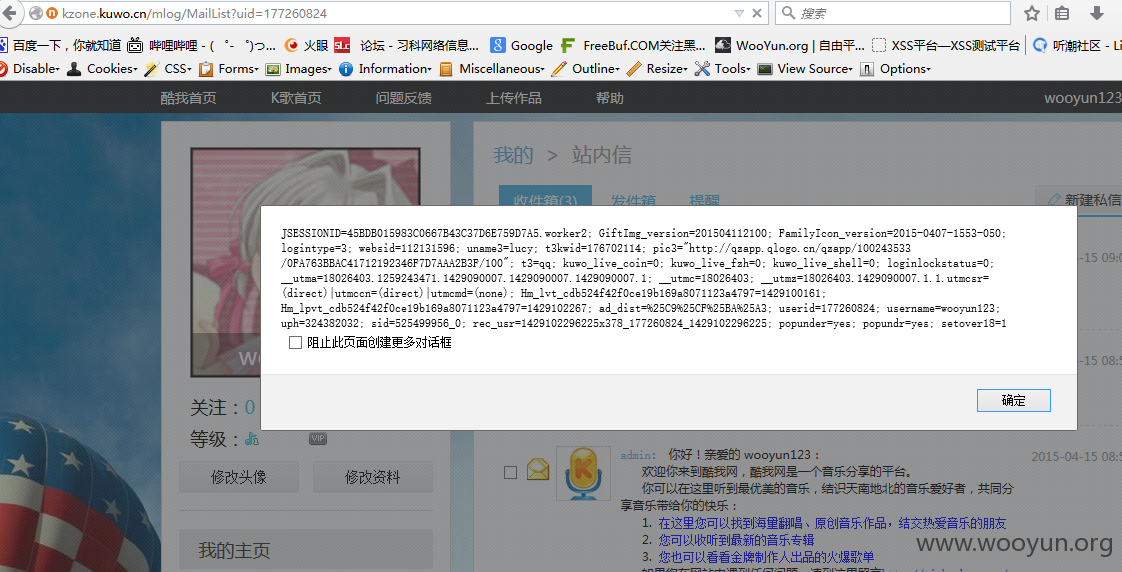 kzone.kuwo.cn/mlog/MailList?uid=177260824
搜索
百度一下，你就知道 哔哩哔哩 - ( ゜- ゜)つ... 火眼 论坛 - 习科网络信息... Google FreeBuf.COM关注黑... WooYun.org | 自由平... XSS平台—XSS测试平台 听潮社区 - Li
Disable Cookies CSS Forms Images Information Miscellaneous Outline Resize Tools View Source Options
酷我首页 K歌首页 问题反馈 上传作品 帮助 wooyun123
我的 > 站内信
收件箱(3) 发件箱 提醒
新建私信
JSESSIONID=45BDB015983C0667B43C37D6E759D7A5.worker2; GiftImg_version=201504112100; FamilyIcon_version=2015-0407-1553-050;
logintype=3; websid=112131596; uname3=lucy; t3kwid=176702114; pic3="http://qzapp.qlogo.cn/qzapp/100243533
/0FA763BBAC41712192346F7D7AAA2B3F/100"; t3=qq; kuwo_live_coin=0; kuwo_live_fzh=0; kuwo_live_shell=0; loginlockstatus=0;
__utma=18026403.1259243471.1429090007.1429090007.1429090007.1; __utmc=18026403; __utmz=18026403.1429090007.1.1.utmcsr=
(direct)|utmccn=(direct)|utmcmd=(none); Hm_lvt_cdb524f42f0ce19b169a8071123a4797=1429100161;
Hm_lpvt_cdb524f42f0ce19b169a8071123a4797=1429102267; ad_dist=%25C9%25CF%25BA%25A3; userid=177260824; username=wooyun123;
uph=324382032; sid=525499956_0; rec_usr=1429102296225x378_177260824_1429102296225; popunder=yes; popundr=yes; setover18=1
阻止此页面创建更多对话框
确定
-15 09:0
-15 08:5
关注：0
等级：
VIP
修改头像 修改资料
我的主页
admin: 你好！亲爱的 wooyun123：
2015-04-15 08:5
欢迎你来到酷我网，酷我网是一个音乐分享的平台。
你可以在这里听到最优美的音乐，结识天南地北的音乐爱好者，共同分
享音乐带给你的快乐：
1. 在这里您可以找到海量翻唱、原创音乐作品，结交热爱音乐的朋友
2. 您可以收听到最新的音乐专辑
3. 您也可以看看金牌制作人出品的火爆歌单
www.wooyun.org